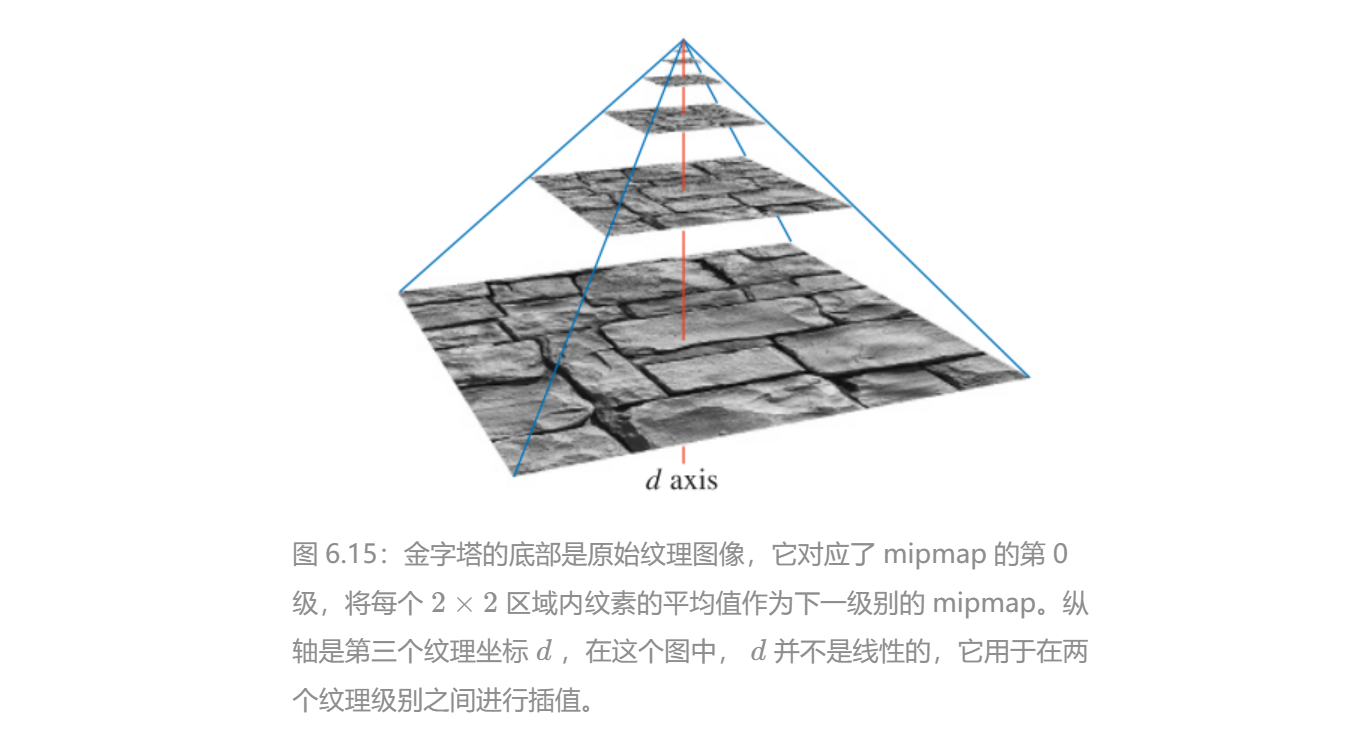 d axis
图 6.15：金字塔的底部是原始纹理图像，它对应了 mipmap 的第 0
级，将每个 2 × 2 区域内纹素的平均值作为下一级别的 mipmap。纵
轴是第三个纹理坐标 d ，在这个图中， d 并不是线性的，它用于在两
个纹理级别之间进行插值。